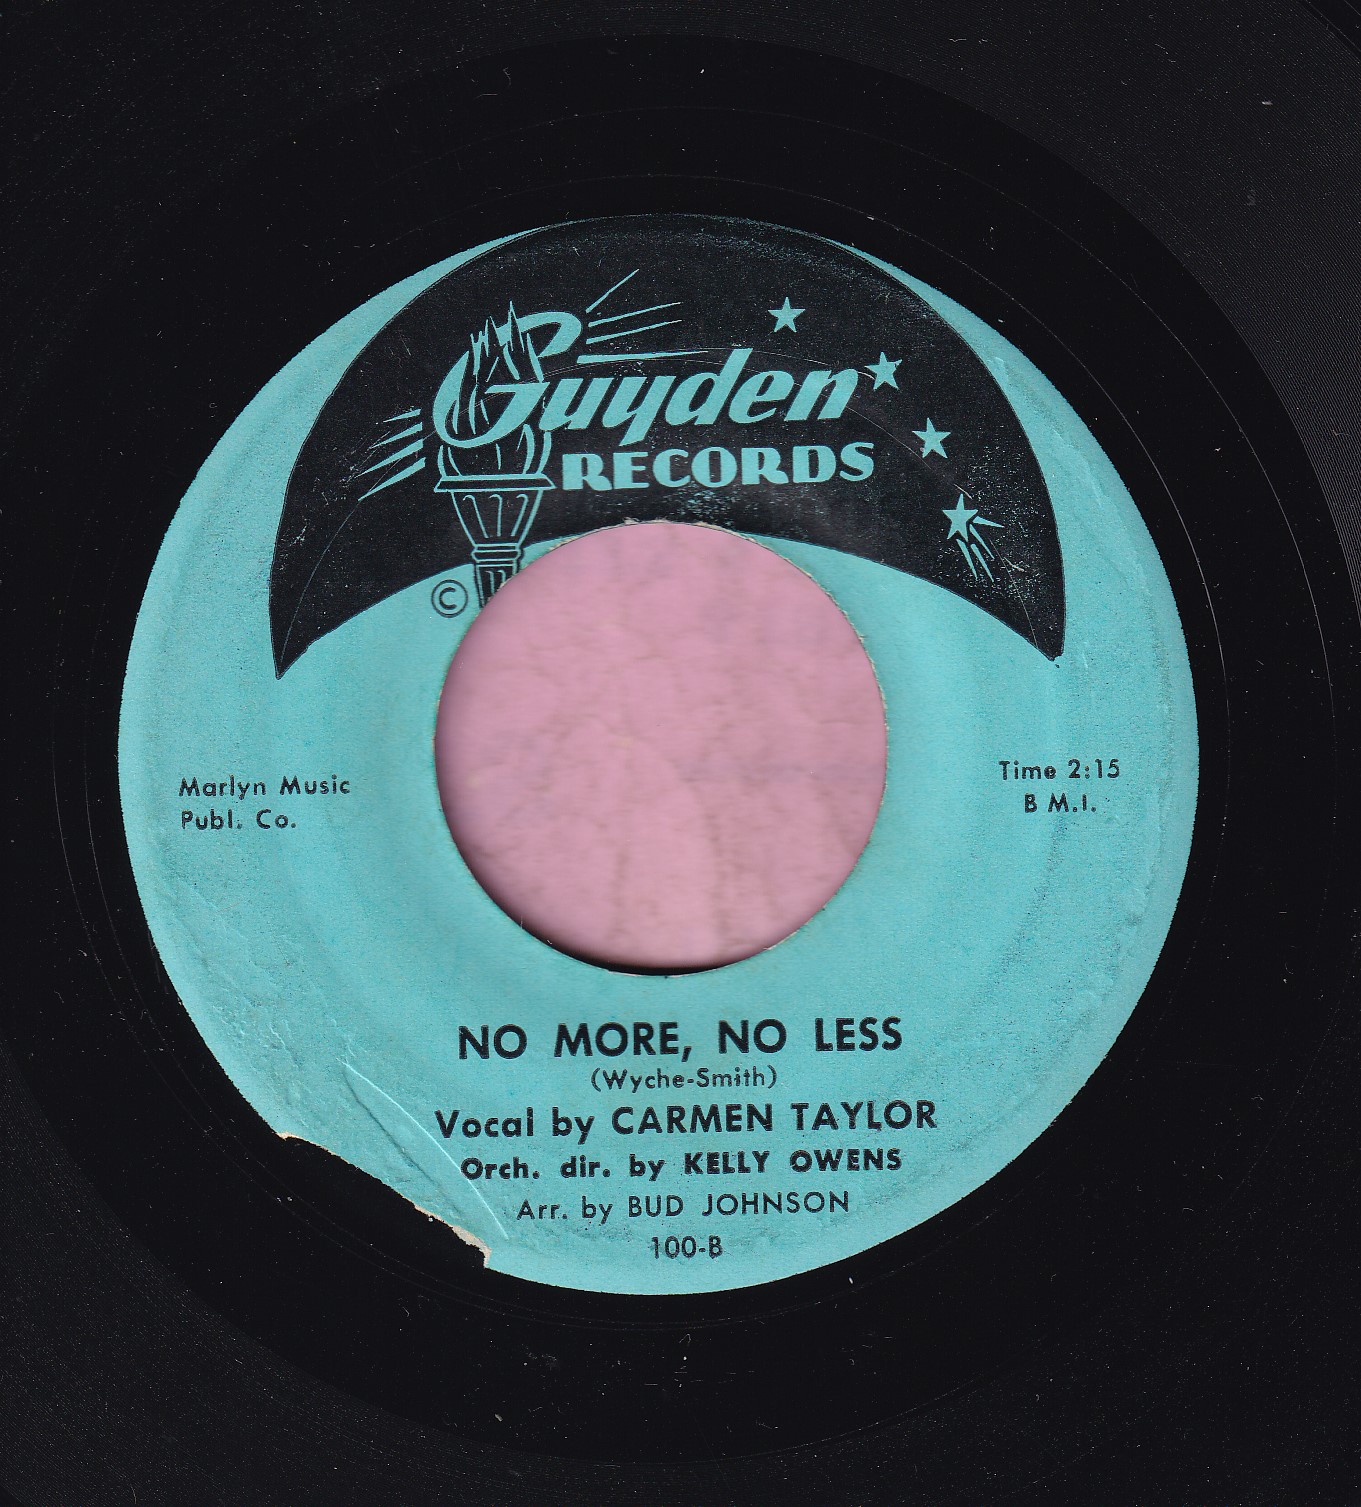 Guyden
RECORDS
©
Marlyn Music
Publ. Co.
Time 2:15
B M.I.
NO MORE, NO LESS
(Wyche-Smith)
Vocal by CARMEN TAYLOR
Orch. dir. by KELLY OWENS
Arr. by BUD JOHNSON
100-B